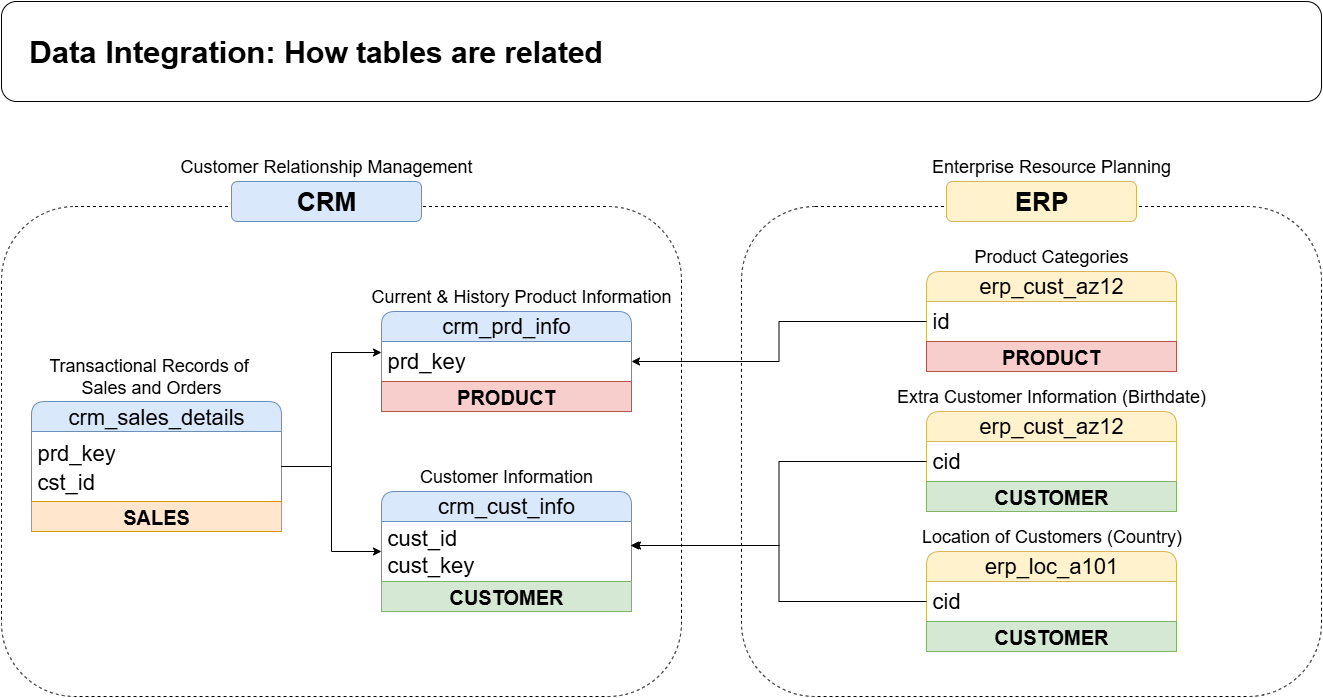 Data Integration: How tables are related
Customer Relationship Management
CRM
Enterprise Resource Planning
ERP
Transactional Records of
Sales and Orders
crm_sales_details
prd_key
cst_id
SALES
Current & History Product Information
crm_prd_info
prd_key
PRODUCT
Customer Information
crm_cust_info
cust_id
cust_key
CUSTOMER
Product Categories
erp_cust_az12
id
PRODUCT
Extra Customer Information (Birthdate)
erp_cust_az12
cid
CUSTOMER
Location of Customers (Country)
erp_loc_a101
cid
CUSTOMER